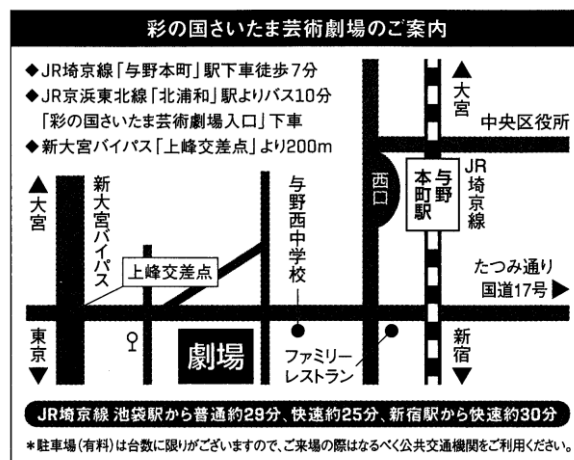 彩の国さいたま芸術劇場のご案内
◆JR埼京線「与野本町」駅下車徒歩7分
◆JR京浜東北線「北浦和」駅よりバス10分
「彩の国さいたま芸術劇場入口」下車
◆新大宮バイパス「上峰交差点」より200m
▲大宮
中央区役所
JR埼京線
与野本町駅
西口
与野西中学校
▲大宮
新大宮バイパス
上峰交差点
たつみ通り
国道17号▶
東京▼
劇場
ファミリー
レストラン
新宿▼
JR埼京線 池袋駅から普通約29分、快速約25分、新宿駅から快速約30分
*駐車場(有料)は台数に限りがございますので、ご来場の際はなるべく公共交通機関をご利用ください。